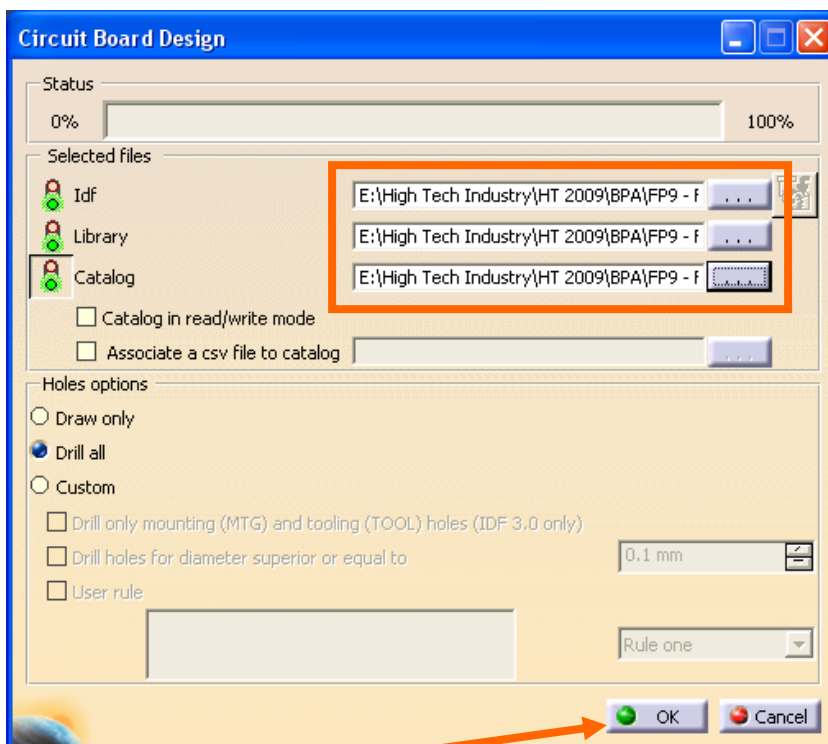 Circuit Board Design
Status
0% 100%
Selected files
Idf E:\High Tech Industry\HT 2009\BPA\FP9 - F ...
Library E:\High Tech Industry\HT 2009\BPA\FP9 - F ...
Catalog E:\High Tech Industry\HT 2009\BPA\FP9 - F ...
Catalog in read/write mode
Associate a csv file to catalog ...
Holes options
Draw only
Drill all
Custom
Drill only mounting (MTG) and tooling (TOOL) holes (IDF 3.0 only)
Drill holes for diameter superior or equal to 0.1 mm
User rule
Rule one
OK Cancel